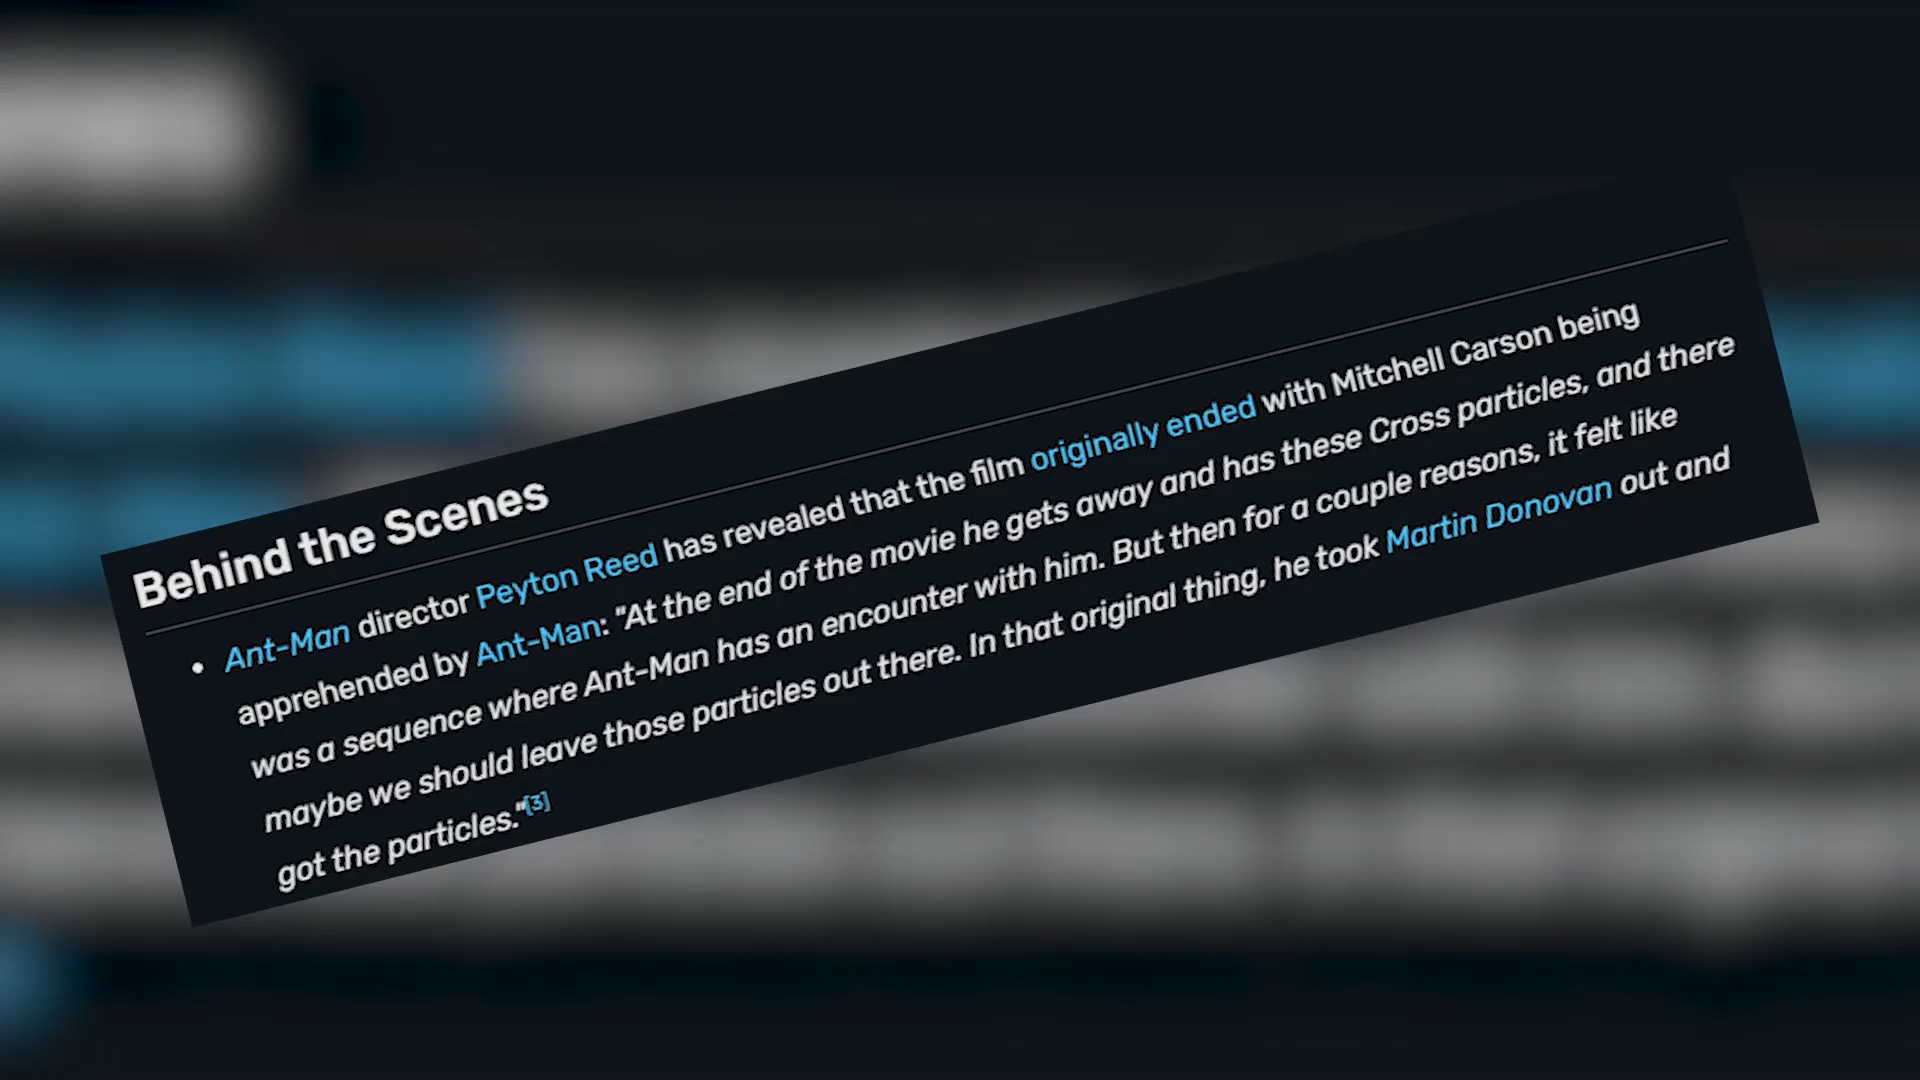 Behind the Scenes
• Ant-Man director Peyton Reed has revealed that the film originally ended with Mitchell Carson being
apprehended by Ant-Man: "At the end of the movie he gets away and has these Cross particles, and there
was a sequence where Ant-Man has an encounter with him. But then for a couple reasons, it felt like
maybe we should leave those particles out there. In that original thing, he took Martin Donovan out and
got the particles."[3]